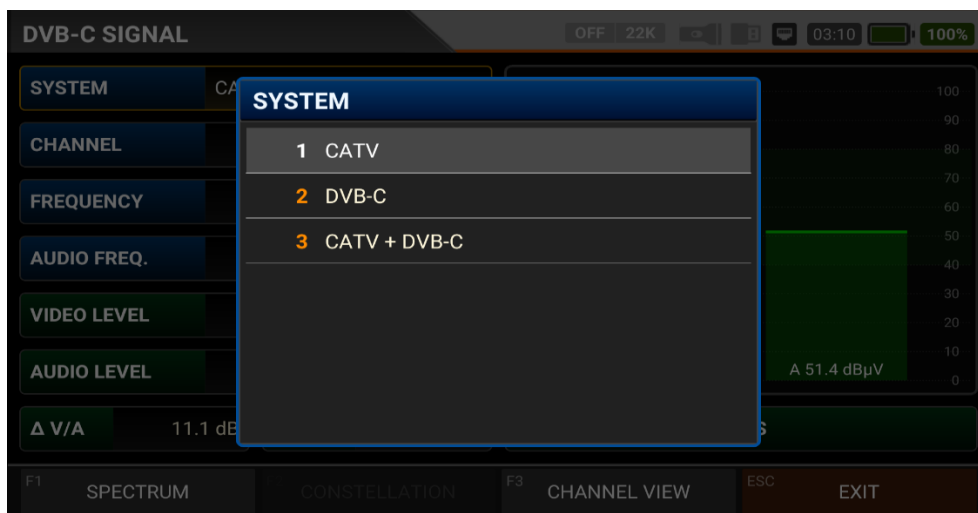 DVB-C SIGNAL
OFF 22K B 03:10 100%
SYSTEM CA
CHANNEL
FREQUENCY
AUDIO FREQ.
VIDEO LEVEL
AUDIO LEVEL
Δ V/A 11.1 dB
SYSTEM
1 CATV
2 DVB-C
3 CATV + DVB-C
100
90
80
70
60
50
40
30
20
10
0
A 51.4 dBµV
S
F1 SPECTRUM
CONSTELLATION
F3 CHANNEL VIEW
ESC EXIT